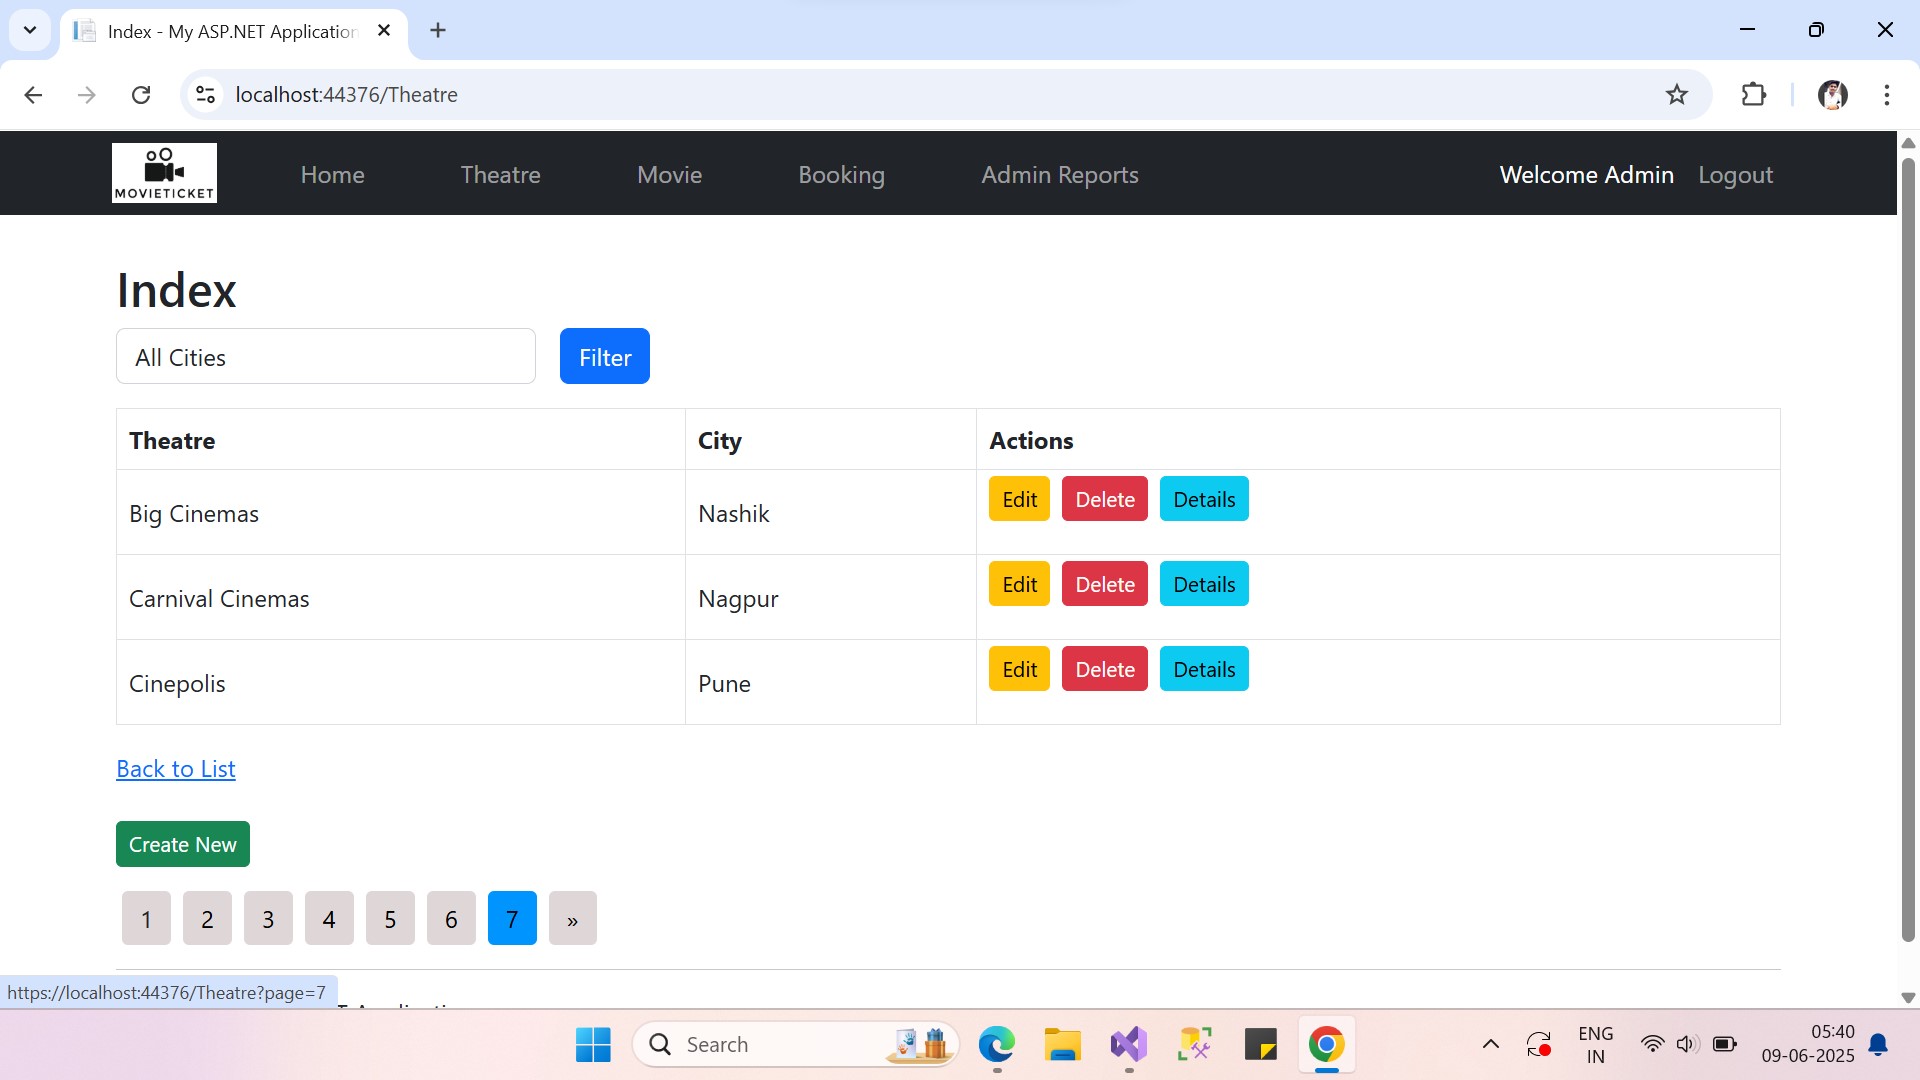 Index - My ASP.NET Application
localhost:44376/Theatre
MOVIETICKET
Home Theatre Movie Booking Admin Reports Welcome Admin Logout
Index
All Cities Filter
Theatre City Actions
Big Cinemas Nashik Edit Delete Details
Carnival Cinemas Nagpur Edit Delete Details
Cinepolis Pune Edit Delete Details
Back to List
Create New
1 2 3 4 5 6 7 »
https://localhost:44376/Theatre?page=7
Search
ENG
IN
05:40
09-06-2025